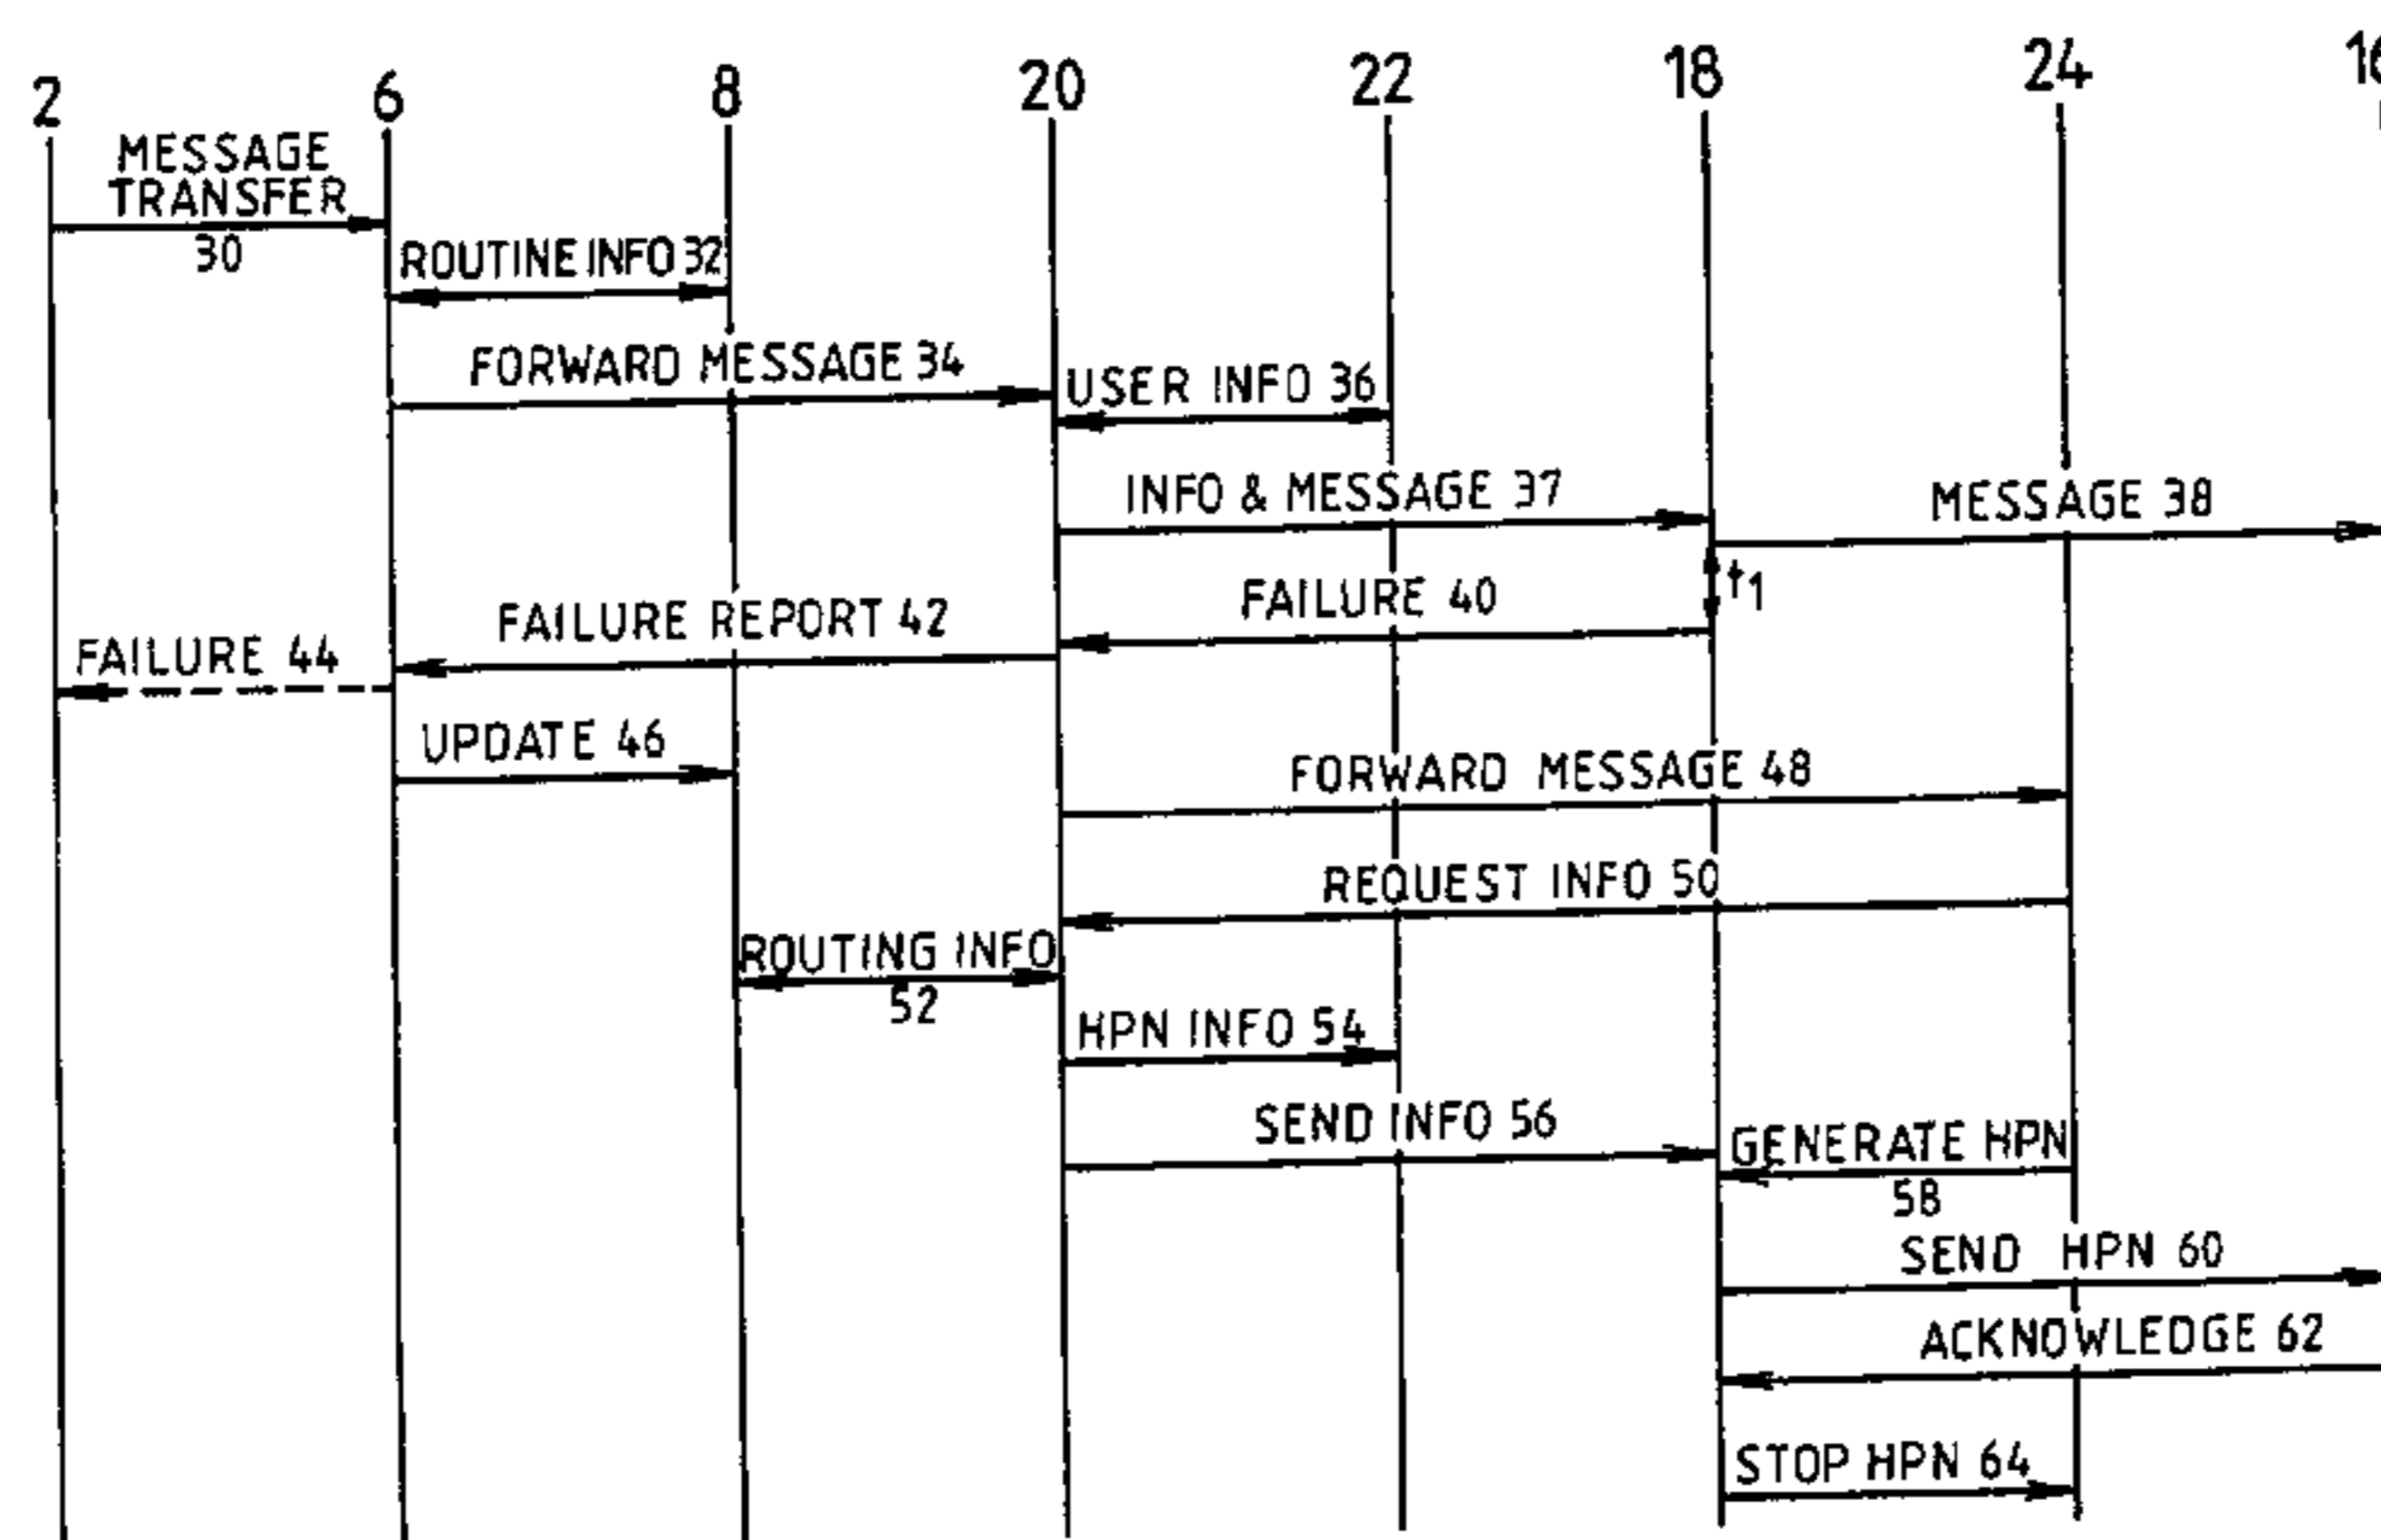 2 6 8 20 22 18 24 16
MESSAGE
TRANSFER
30
ROUTINE INFO 32
FORWARD MESSAGE 34
USER INFO 36
INFO & MESSAGE 37
MESSAGE 38
t1
FAILURE 40
FAILURE REPORT 42
FAILURE 44
UPDATE 46
FORWARD MESSAGE 48
REQUEST INFO 50
ROUTING INFO
52
HPN INFO 54
SEND INFO 56
GENERATE HPN
58
SEND HPN 60
ACKNOWLEDGE 62
STOP HPN 64